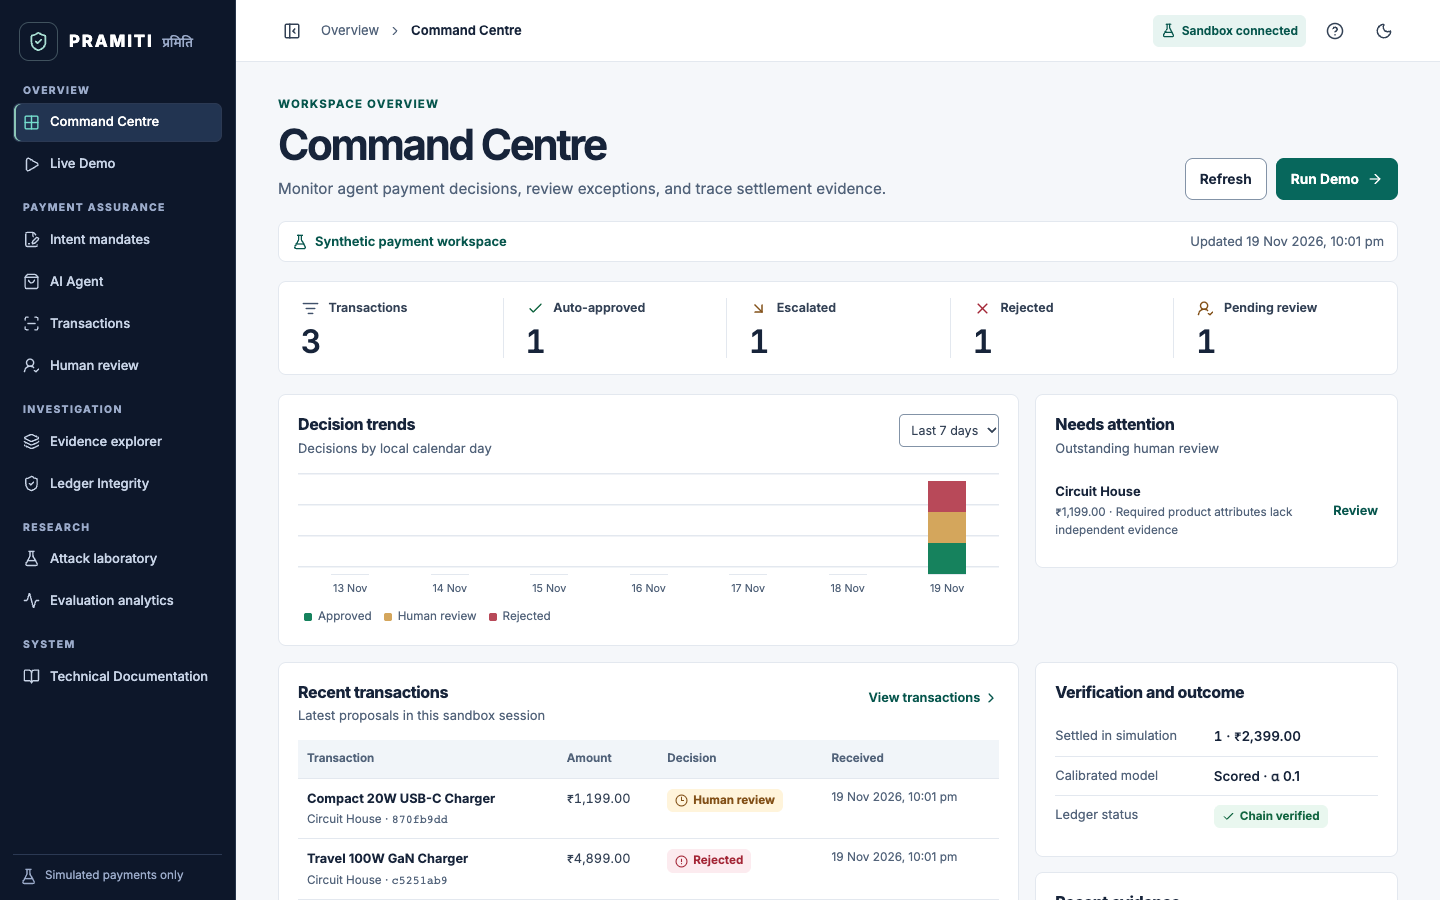 PRAMITI प्रमिति
OVERVIEW
Command Centre
Live Demo
PAYMENT ASSURANCE
Intent mandates
AI Agent
Transactions
Human review
INVESTIGATION
Evidence explorer
Ledger Integrity
RESEARCH
Attack laboratory
Evaluation analytics
SYSTEM
Technical Documentation
Simulated payments only
Overview > Command Centre
Sandbox connected
WORKSPACE OVERVIEW
Command Centre
Monitor agent payment decisions, review exceptions, and trace settlement evidence.
Refresh
Run Demo →
Synthetic payment workspace
Updated 19 Nov 2026, 10:01 pm
Transactions
3
Auto-approved
1
Escalated
1
Rejected
1
Pending review
1
Decision trends
Decisions by local calendar day
Last 7 days
13 Nov 14 Nov 15 Nov 16 Nov 17 Nov 18 Nov 19 Nov
Approved Human review Rejected
Needs attention
Outstanding human review
Circuit House
₹1,199.00 · Required product attributes lack
independent evidence
Review
Recent transactions
Latest proposals in this sandbox session
View transactions >
Transaction Amount Decision Received
Compact 20W USB-C Charger ₹1,199.00 Human review 19 Nov 2026, 10:01 pm
Circuit House · 870fb9dd
Travel 100W GaN Charger ₹4,899.00 Rejected 19 Nov 2026, 10:01 pm
Circuit House · c5251ab9
Verification and outcome
Settled in simulation 1 · ₹2,399.00
Calibrated model Scored · α 0.1
Ledger status Chain verified